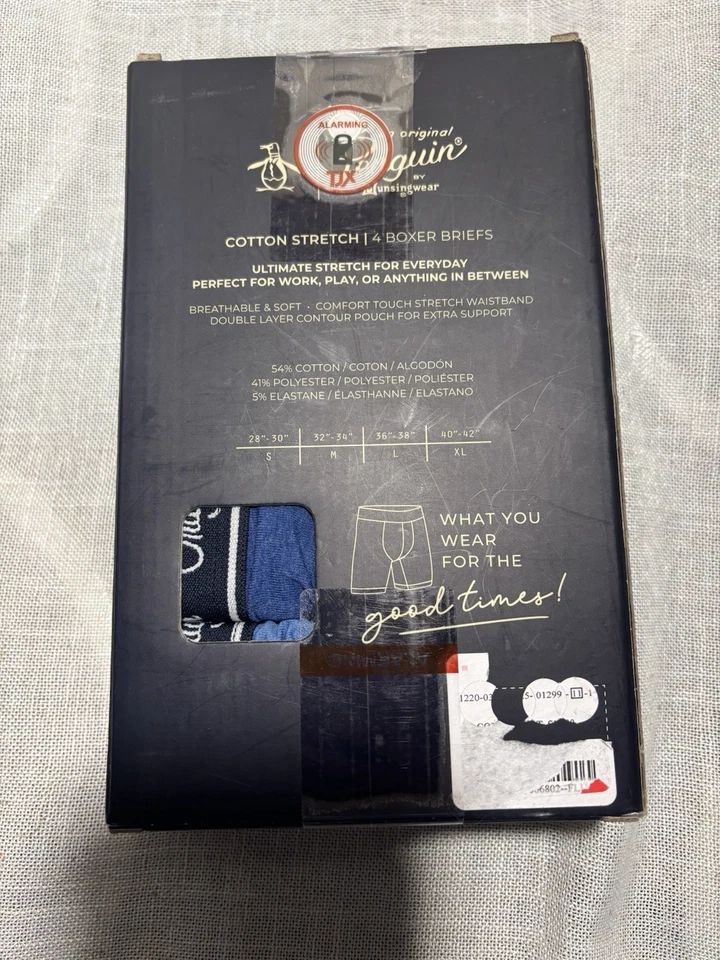 ALARMING
TJX
original
guin®
BY
Munsingwear
COTTON STRETCH | 4 BOXER BRIEFS
ULTIMATE STRETCH FOR EVERYDAY
PERFECT FOR WORK, PLAY, OR ANYTHING IN BETWEEN
BREATHABLE & SOFT · COMFORT TOUCH STRETCH WAISTBAND
DOUBLE LAYER CONTOUR POUCH FOR EXTRA SUPPORT
54% COTTON / COTON / ALGODÓN
41% POLYESTER / POLYESTER / POLIÉSTER
5% ELASTANE / ÉLASTHANNE / ELASTANO
28"-30" 32"-34" 36"-38" 40"-42"
S M L XL
WHAT YOU
WEAR
FOR THE
good times!
01299 - 11 -1